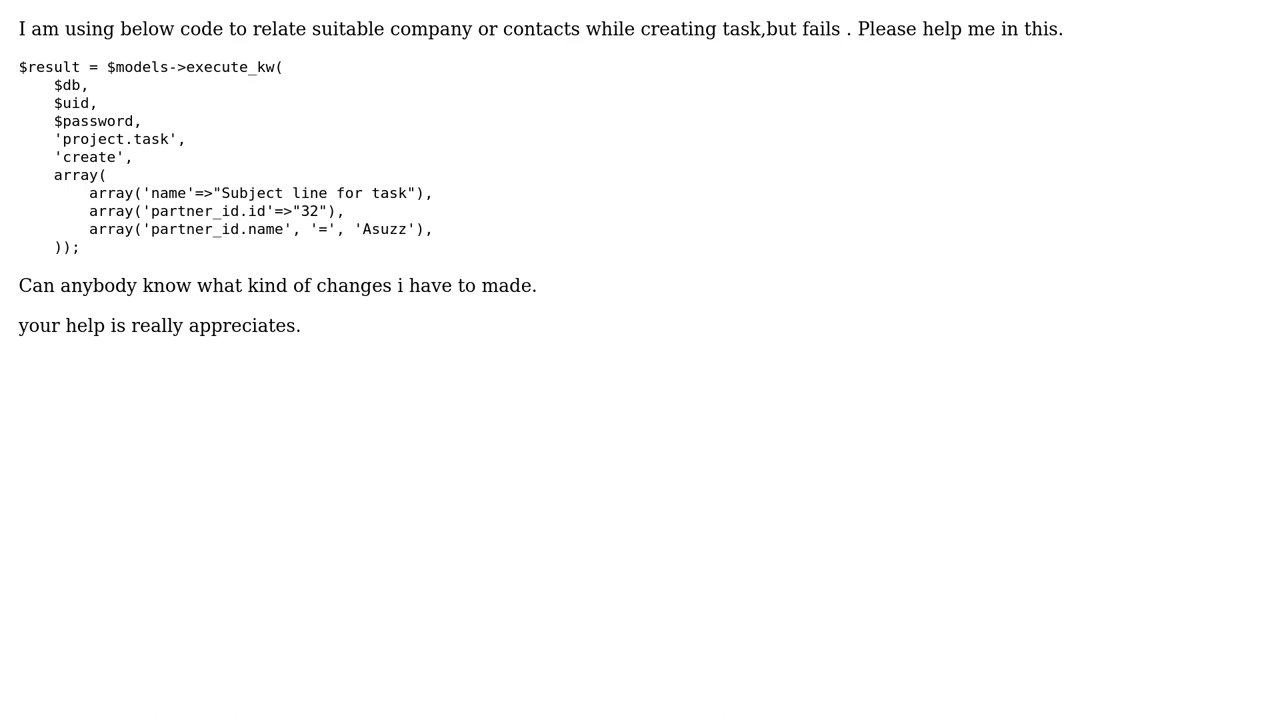 I am using below code to relate suitable company or contacts while creating task,but fails . Please help me in this.
$result = $models->execute_kw(
    $db,
    $uid,
    $password,
    'project.task',
    'create',
    array(
        array('name'=>"Subject line for task"),
        array('partner_id.id'=>"32"),
        array('partner_id.name', '=', 'Asuzz'),
    ));
Can anybody know what kind of changes i have to made.
your help is really appreciates.